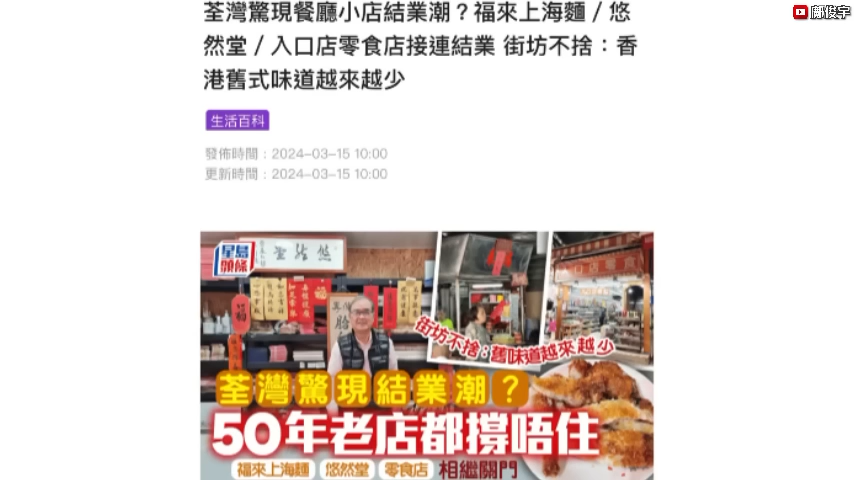 鄺俊宇
荃灣驚現餐廳小店結業潮？福來上海麵／悠
然堂／入口店零食店接連結業 街坊不捨：香
港舊式味道越來越少
生活百科
發佈時間：2024-03-15 10:00
更新時間：2024-03-15 10:00
星島
頭條
悠然堂
街坊不捨：舊味道越來越少
荃灣驚現結業潮？
50年老店都撐唔住
福來上海麵 悠然堂 零食店 相繼關門